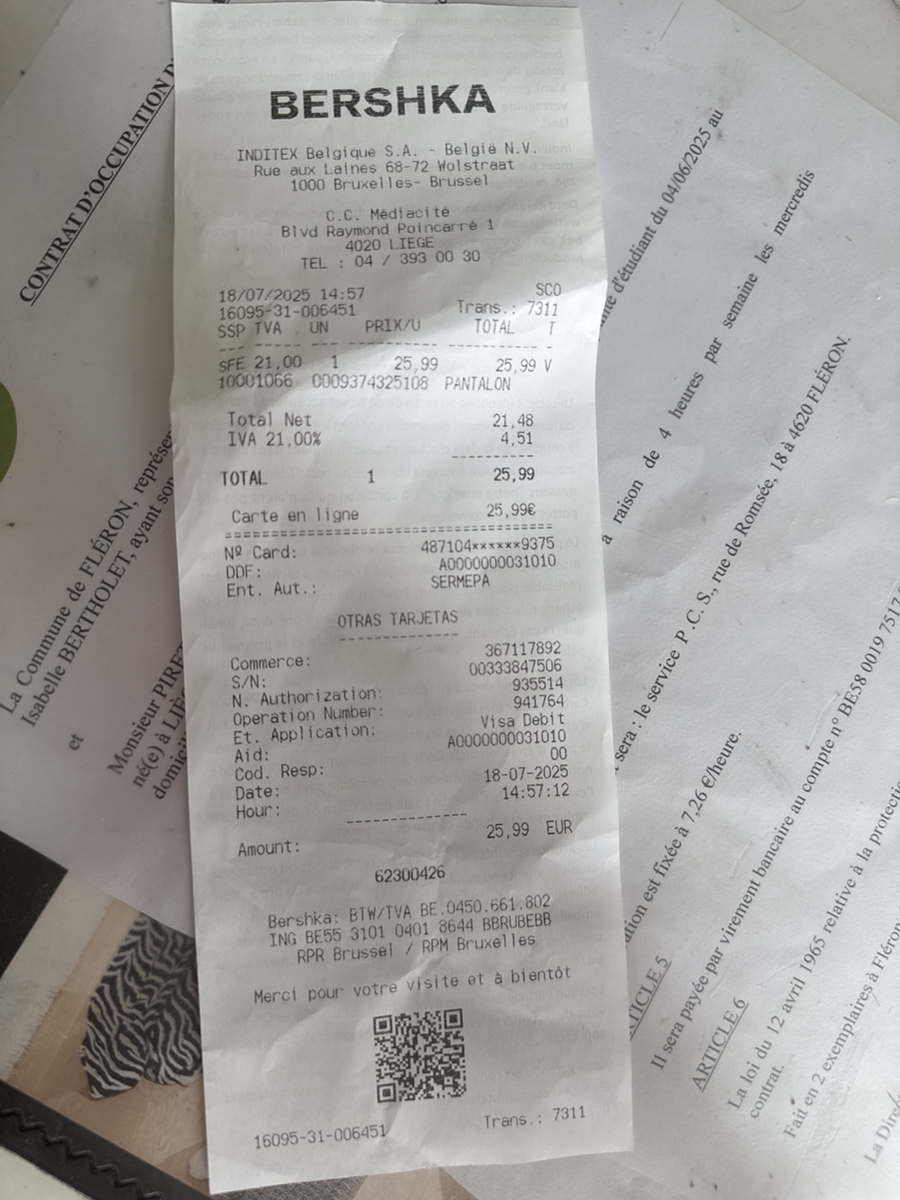 BERSHKA
INDITEX Belgique S.A. - België N.V.
Rue aux Laines 68-72 Wolstraat
1000 Bruxelles- Brussel
C.C. Médiacité
Blvd Raymond Poincarré 1
4020 LIEGE
TEL : 04 / 393 00 30
18/07/2025 14:57 SCO
16095-31-006451 Trans.: 7311
SSP TVA UN PRIX/U TOTAL T
SFE 21,00 1 25,99 25,99 V
10001066 0009374325108 PANTALON
Total Net 21,48
IVA 21,00% 4,51
TOTAL 1 25,99
Carte en ligne 25,99€
Nº Card: 487104******9375
DDF: A0000000031010
Ent. Aut.: SERMEPA
OTRAS TARJETAS
Commerce: 367117892
S/N: 00333847506
N. Authorization: 935514
Operation Number: 941764
Et. Application: Visa Debit
Aid: A0000000031010
Cod. Resp: 00
Date: 18-07-2025
Hour: 14:57:12
Amount: 25,99 EUR
62300426
Bershka: BTW/TVA BE.0450.661.802
ING BE55 3101 0401 8644 BBRUBEBB
RPR Brussel / RPM Bruxelles
Merci pour votre visite et à bientôt
16095-31-006451 Trans.: 7311
CONTRAT D'OCCUPATION
La Commune de FLÉRON, représen
Isabelle BERTHOLET, ayant
et
Monsieur PIRET
né(e) à
d'étudiant du 04/06/2025 au
a raison de 4 heures par semaine les mercredis
sera : le service P.C.S., rue de Romsée, 18 à 4620 FLÉRON.
est fixée à 7,26 €/heure.
ARTICLE 5
Il sera payée par virement bancaire au compte n° BE58 0019 7517
ARTICLE 6
La loi du 12 avril 1965 relative à la protection
contrat.
Fait en 2 exemplaires à Fléron
La